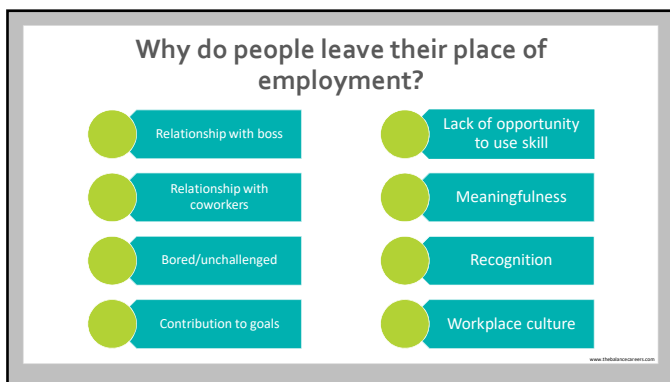 Why do people leave their place of
employment?
Relationship with boss
Relationship with
coworkers
Bored/unchallenged
Contribution to goals
Lack of opportunity
to use skill
Meaningfulness
Recognition
Workplace culture
www.thebalancecareers.com